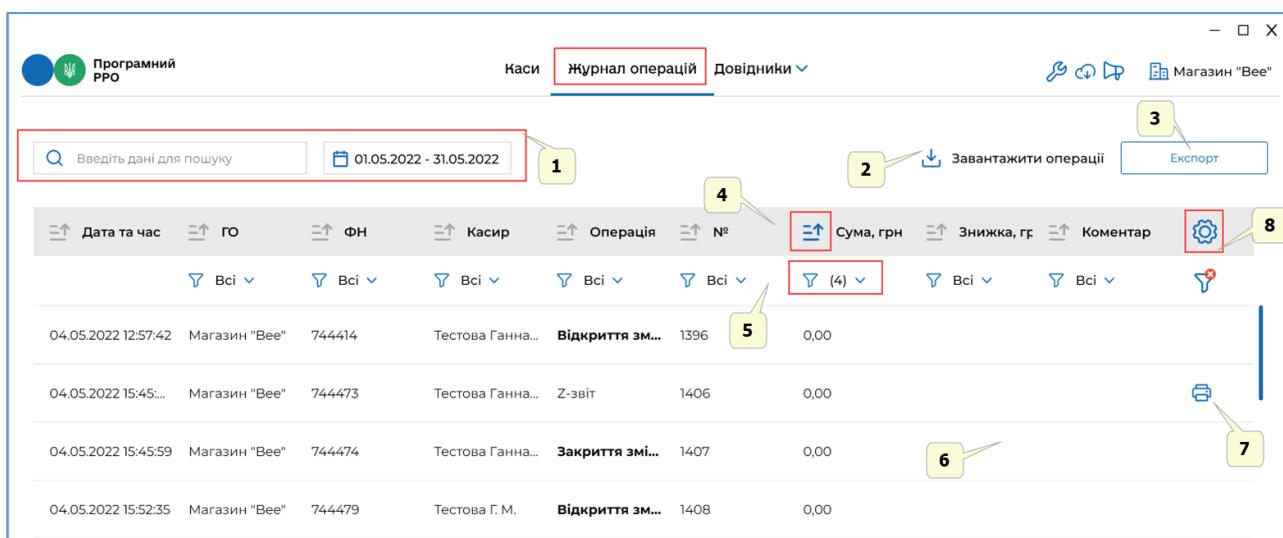 Програмний
РРО
Каси Журнал операцій Довідники Магазин "Bee"
3
Введіть дані для пошуку 01.05.2022 - 31.05.2022 1 2 Завантажити операції Експорт
4
Дата та час ГО ФН Касир Операція № Сума, грн Знижка, гр Коментар 8
Всі Всі Всі Всі Всі (4) Всі Всі
5
04.05.2022 12:57:42 Магазин "Bee" 744414 Тестова Ганна... Відкриття зм... 1396 0,00
04.05.2022 15:45:... Магазин "Bee" 744473 Тестова Ганна... Z-звіт 1406 0,00
04.05.2022 15:45:59 Магазин "Bee" 744474 Тестова Ганна... Закриття змі... 1407 0,00 6 7
04.05.2022 15:52:35 Магазин "Bee" 744479 Тестова Г. М. Відкриття зм... 1408 0,00